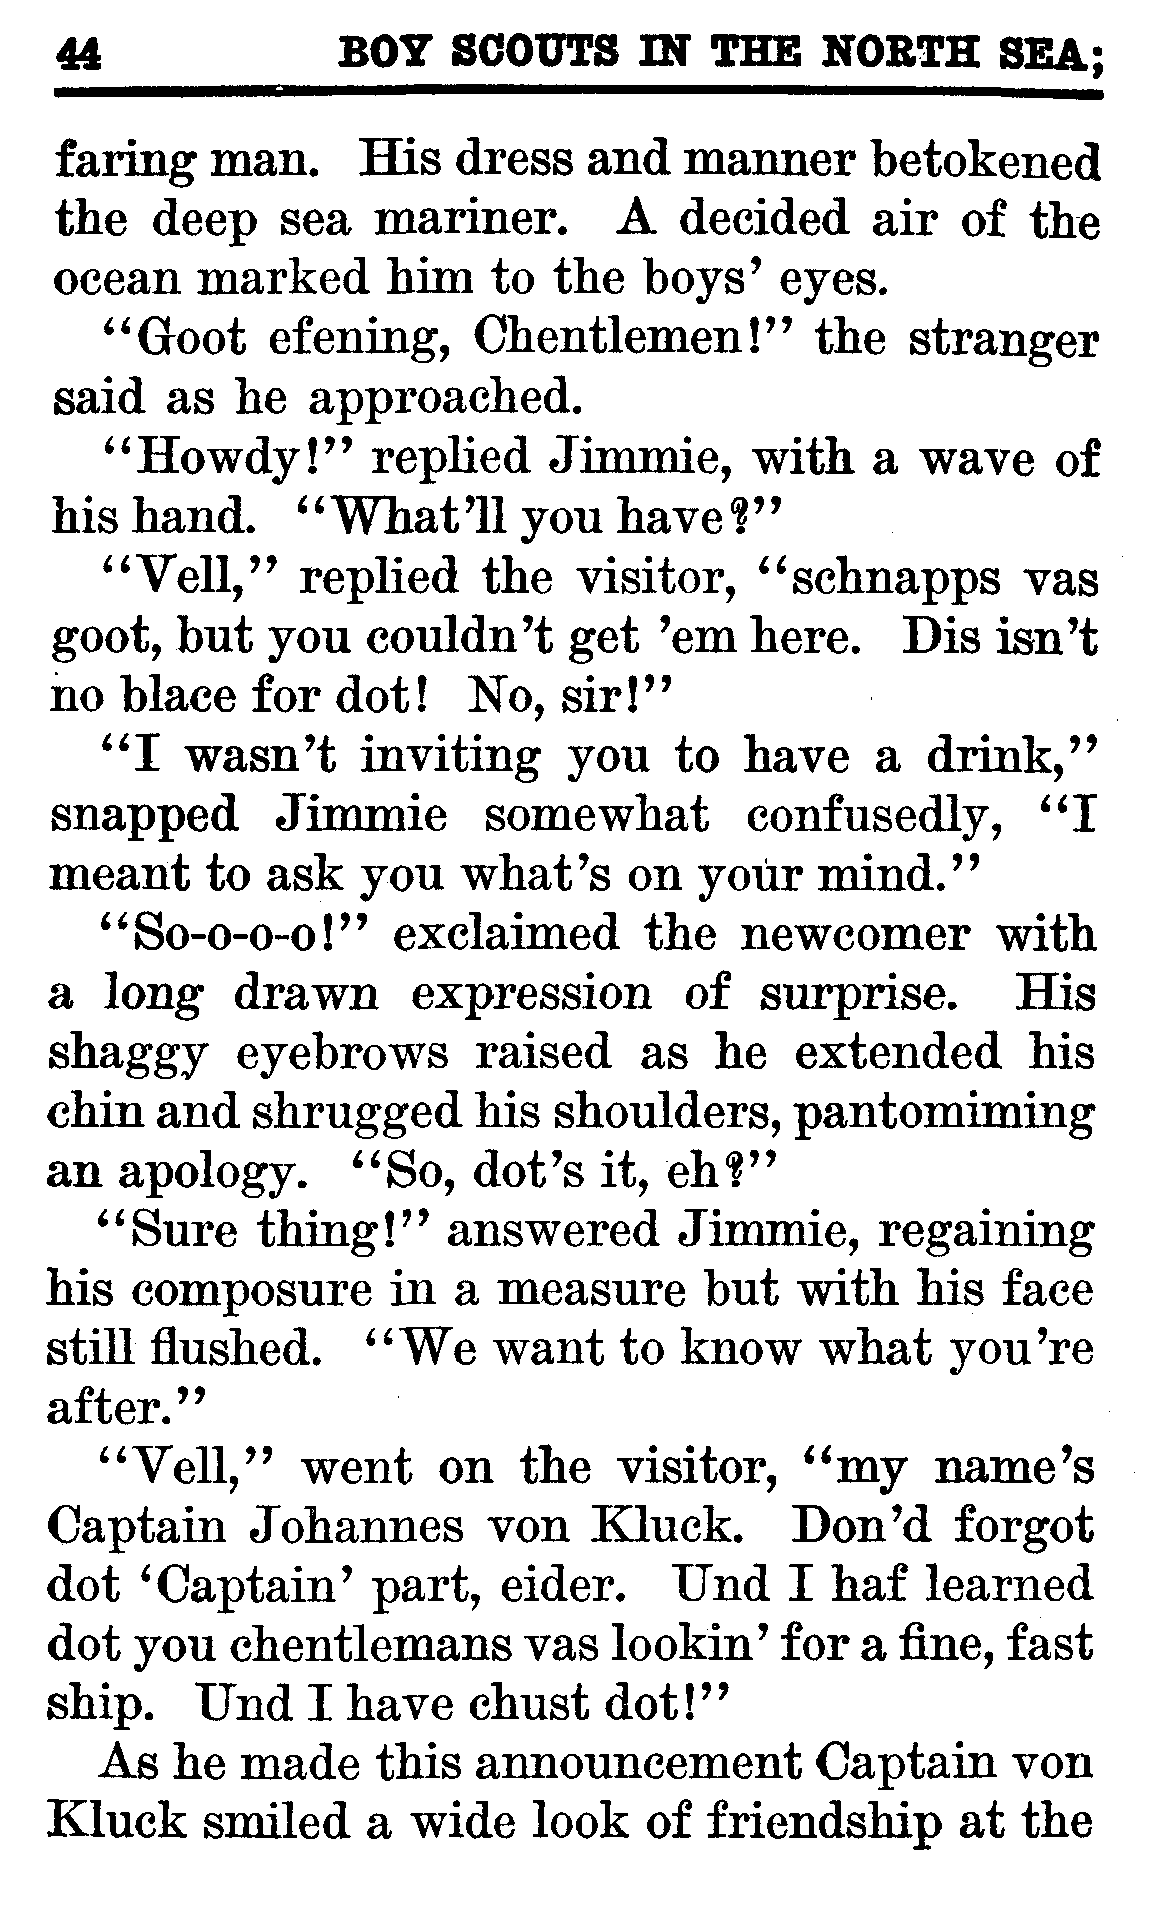 44 BOY SCOUTS IN THE NORTH SEA;
faring man. His dress and manner betokened
the deep sea mariner. A decided air of the
ocean marked him to the boys' eyes.
"Goot efening, Chentlemen!" the stranger
said as he approached.
"Howdy!" replied Jimmie, with a wave of
his hand. "What'll you have?"
"Vell," replied the visitor, "schnapps vas
goot, but you couldn't get 'em here. Dis isn't
no blace for dot! No, sir!"
"I wasn't inviting you to have a drink,"
snapped Jimmie somewhat confusedly, "I
meant to ask you what's on your mind."
"So-o-o-o!" exclaimed the newcomer with
a long drawn expression of surprise. His
shaggy eyebrows raised as he extended his
chin and shrugged his shoulders, pantomiming
an apology. "So, dot's it, eh?"
"Sure thing!" answered Jimmie, regaining
his composure in a measure but with his face
still flushed. "We want to know what you're
after."
"Vell," went on the visitor, "my name's
Captain Johannes von Kluck. Don'd forgot
dot 'Captain' part, eider. Und I haf learned
dot you chentlemans vas lookin' for a fine, fast
ship. Und I have chust dot!"
As he made this announcement Captain von
Kluck smiled a wide look of friendship at the